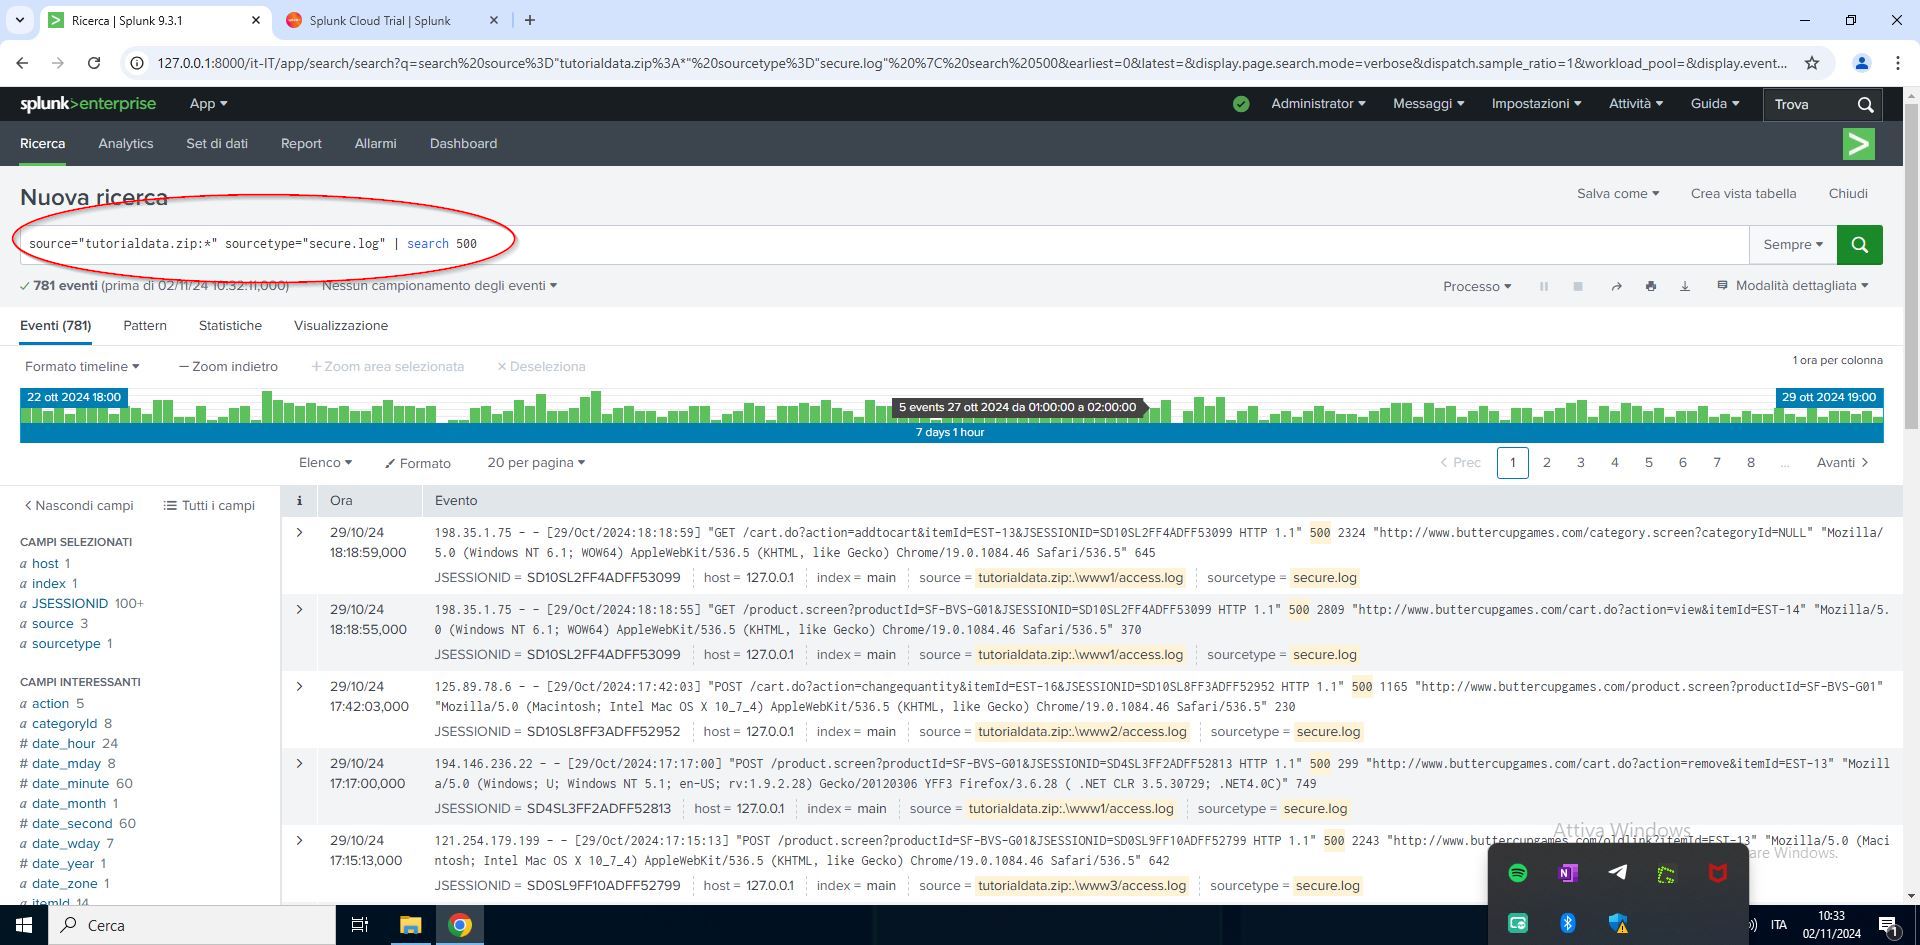 Ricerca | Splunk 9.3.1
Splunk Cloud Trial | Splunk
127.0.0.1:8000/it-IT/app/search/search?q=search%20source%3D"tutorialdata.zip%3A*"%20sourcetype%3D"secure.log"%20%7C%20search%20500&earliest=0&latest=&display.page.search.mode=verbose&dispatch.sample_ratio=1&workload_pool=&display.event...
splunk>enterprise App Administrator Messaggi Impostazioni Attività Guida Trova
Ricerca Analytics Set di dati Report Allarmi Dashboard
Nuova ricerca Salva come Crea vista tabella Chiudi
source="tutorialdata.zip:*" sourcetype="secure.log" | search 500 Sempre
781 eventi (prima di 02/11/24 10:32:11,000) Nessun campionamento degli eventi Processo Modalità dettagliata
Eventi (781) Pattern Statistiche Visualizzazione
Formato timeline — Zoom indietro + Zoom area selezionata × Deseleziona 1 ora per colonna
22 ott 2024 18:00 5 events 27 ott 2024 da 01:00:00 a 02:00:00 29 ott 2024 19:00
7 days 1 hour
Elenco Formato 20 per pagina < Prec 1 2 3 4 5 6 7 8 ... Avanti >
< Nascondi campi Tutti i campi
CAMPI SELEZIONATI
a host 1
a index 1
a JSESSIONID 100+
a source 3
a sourcetype 1
CAMPI INTERESSANTI
a action 5
a categoryId 8
# date_hour 24
# date_mday 8
# date_minute 60
a date_month 1
# date_second 60
a date_wday 7
# date_year 1
a date_zone 1
a itemId 14
i Ora Evento
> 29/10/24 18:18:59,000
198.35.1.75 - - [29/Oct/2024:18:18:59] "GET /cart.do?action=addtocart&itemId=EST-13&JSESSIONID=SD10SL2FF4ADFF53099 HTTP 1.1" 500 2324 "http://www.buttercupgames.com/category.screen?categoryId=NULL" "Mozilla/
5.0 (Windows NT 6.1; WOW64) AppleWebKit/536.5 (KHTML, like Gecko) Chrome/19.0.1084.46 Safari/536.5" 645
JSESSIONID = SD10SL2FF4ADFF53099 host = 127.0.0.1 index = main source = tutorialdata.zip:.\www1/access.log sourcetype = secure.log
> 29/10/24 18:18:55,000
198.35.1.75 - - [29/Oct/2024:18:18:55] "GET /product.screen?productId=SF-BVS-G01&JSESSIONID=SD10SL2FF4ADFF53099 HTTP 1.1" 500 2809 "http://www.buttercupgames.com/cart.do?action=view&itemId=EST-14" "Mozilla/5.
0 (Windows NT 6.1; WOW64) AppleWebKit/536.5 (KHTML, like Gecko) Chrome/19.0.1084.46 Safari/536.5" 370
JSESSIONID = SD10SL2FF4ADFF53099 host = 127.0.0.1 index = main source = tutorialdata.zip:.\www1/access.log sourcetype = secure.log
> 29/10/24 17:42:03,000
125.89.78.6 - - [29/Oct/2024:17:42:03] "POST /cart.do?action=changequantity&itemId=EST-16&JSESSIONID=SD10SL8FF3ADFF52952 HTTP 1.1" 500 1165 "http://www.buttercupgames.com/product.screen?productId=SF-BVS-G01"
"Mozilla/5.0 (Macintosh; Intel Mac OS X 10_7_4) AppleWebKit/536.5 (KHTML, like Gecko) Chrome/19.0.1084.46 Safari/536.5" 230
JSESSIONID = SD10SL8FF3ADFF52952 host = 127.0.0.1 index = main source = tutorialdata.zip:.\www2/access.log sourcetype = secure.log
> 29/10/24 17:17:00,000
194.146.236.22 - - [29/Oct/2024:17:17:00] "POST /product.screen?productId=SF-BVS-G01&JSESSIONID=SD4SL3FF2ADFF52813 HTTP 1.1" 500 299 "http://www.buttercupgames.com/cart.do?action=remove&itemId=EST-13" "Mozill
a/5.0 (Windows; U; Windows NT 5.1; en-US; rv:1.9.2.28) Gecko/20120306 YFF3 Firefox/3.6.28 ( .NET CLR 3.5.30729; .NET4.0C)" 749
JSESSIONID = SD4SL3FF2ADFF52813 host = 127.0.0.1 index = main source = tutorialdata.zip:.\www1/access.log sourcetype = secure.log
> 29/10/24 17:15:13,000
121.254.179.199 - - [29/Oct/2024:17:15:13] "POST /product.screen?productId=SF-BVS-G01&JSESSIONID=SD0SL9FF10ADFF52799 HTTP 1.1" 500 2243 "http://www.buttercupgames.com/oldlink?itemId=EST-13" "Mozilla/5.0 (Maci
ntosh; Intel Mac OS X 10_7_4) AppleWebKit/536.5 (KHTML, like Gecko) Chrome/19.0.1084.46 Safari/536.5" 642
JSESSIONID = SD0SL9FF10ADFF52799 host = 127.0.0.1 index = main source = tutorialdata.zip:.\www3/access.log sourcetype = secure.log
Attiva Windows
Windows.
Cerca
ITA 10:33
02/11/2024
1